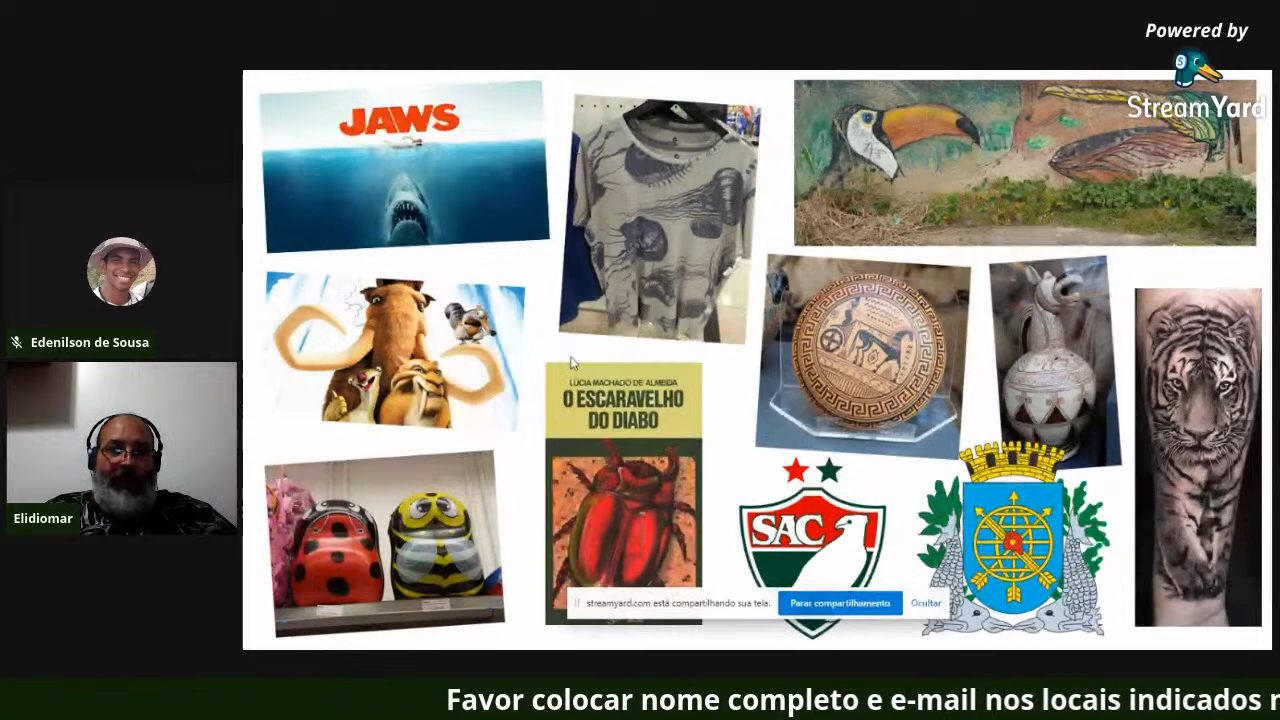 Powered by
StreamYard
JAWS
LÚCIA MACHADO DE ALMEIDA
O ESCARAVELHO
DO DIABO
SAC
Edenilson de Sousa
Elidiomar
streamyard.com está compartilhando sua tela.
Parar compartilhamento
Ocultar
Favor colocar nome completo e e-mail nos locais indicados